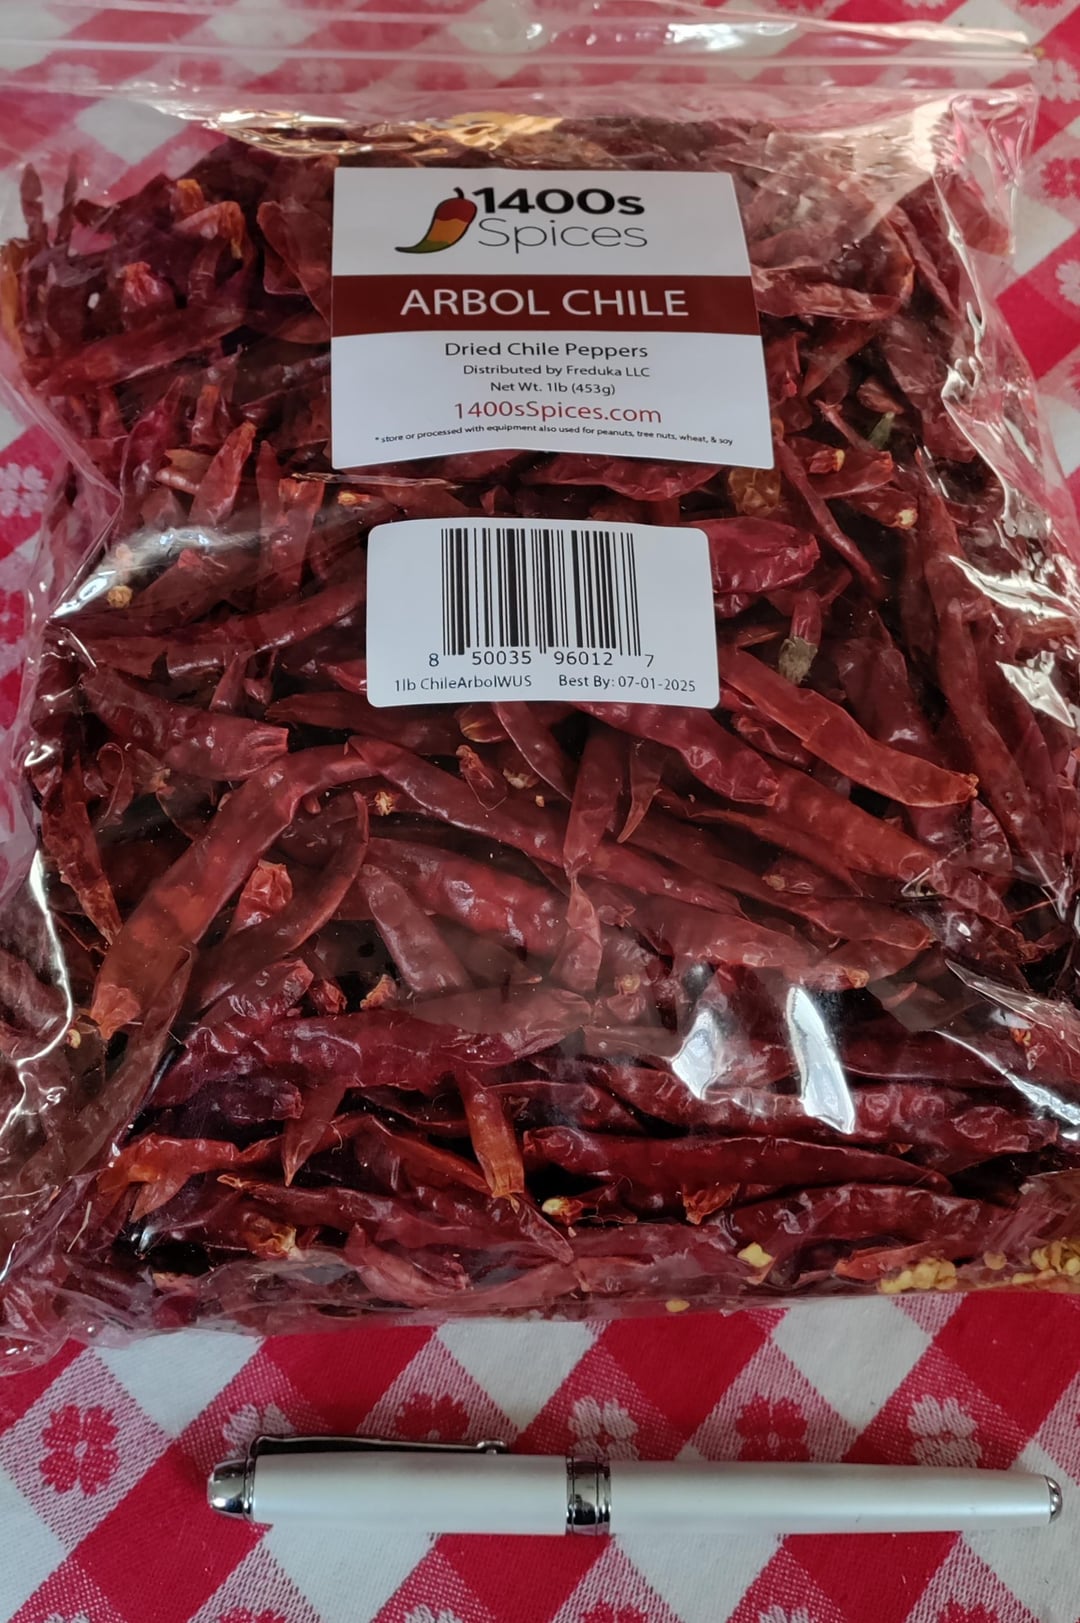 1400s
Spices
ARBOL CHILE
Dried Chile Peppers
Distributed by Freduka LLC
Net Wt. 1lb (453g)
1400sSpices.com
* store or processed with equipment also used for peanuts, tree nuts, wheat, & soy
8 50035 96012 7
1lb ChileArbolWUS Best By: 07-01-2025